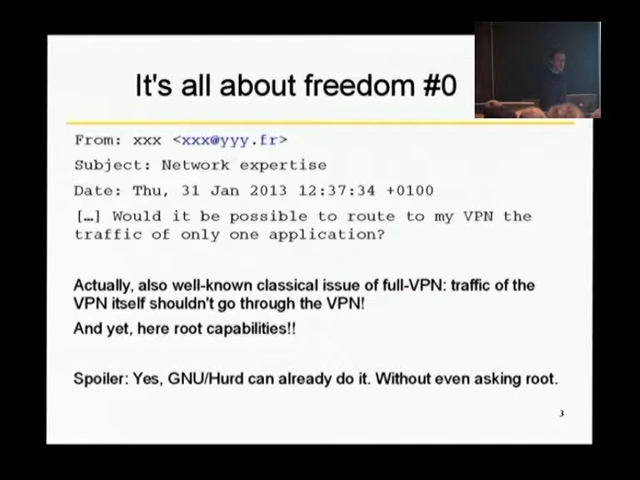 It's all about freedom #0
From: xxx <xxx@yyy.fr>
Subject: Network expertise
Date: Thu, 31 Jan 2013 12:37:34 +0100
[…] Would it be possible to route to my VPN the
traffic of only one application?
Actually, also well-known classical issue of full-VPN: traffic of the
VPN itself shouldn't go through the VPN!
And yet, here root capabilities!!
Spoiler: Yes, GNU/Hurd can already do it. Without even asking root.
3